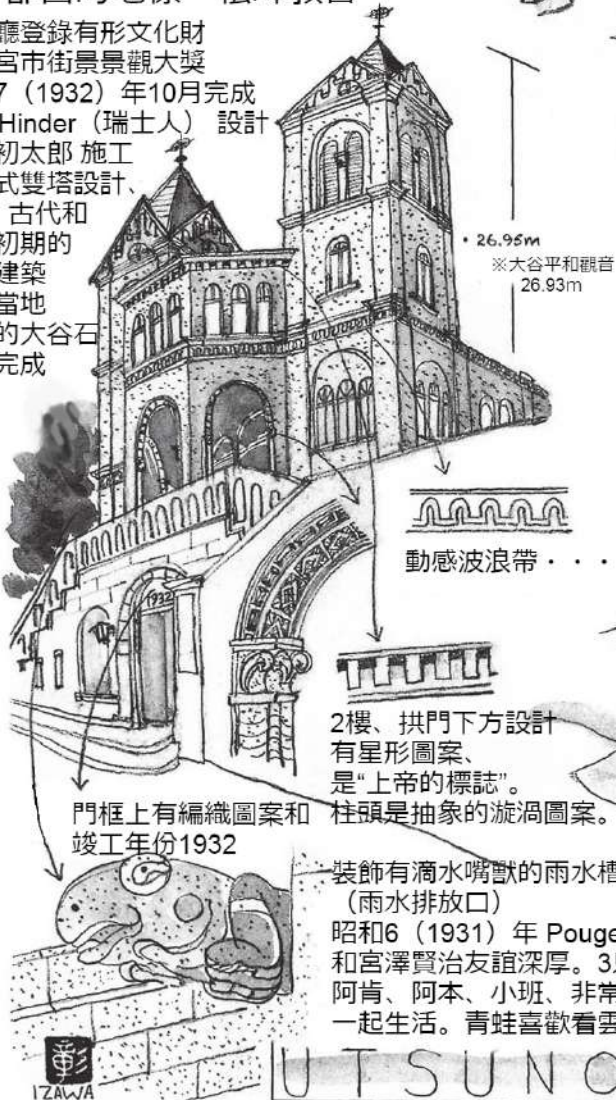 廳登錄有形文化財
宮市街景景觀大獎
7（1932）年10月完成
Hinder（瑞士人） 設計
初太郎 施工
式雙塔設計、
古代和
初期的
建築
當地
的大谷石
完成
・26.95m
※大谷平和觀音
26.93m
動感波浪帶・・・
1932
2樓、拱門下方設計
有星形圖案、
是“上帝的標誌”。
柱頭是抽象的漩渦圖案。
門框上有編織圖案和
竣工年份1932
裝飾有滴水嘴獸的雨水槽
（雨水排放口）
昭和6（1931）年 Pouge
和宮澤賢治友誼深厚。3
阿肯、阿本、小班、非常
一起生活。青蛙喜歡看雲
彰
IZAWA
UTSUNO